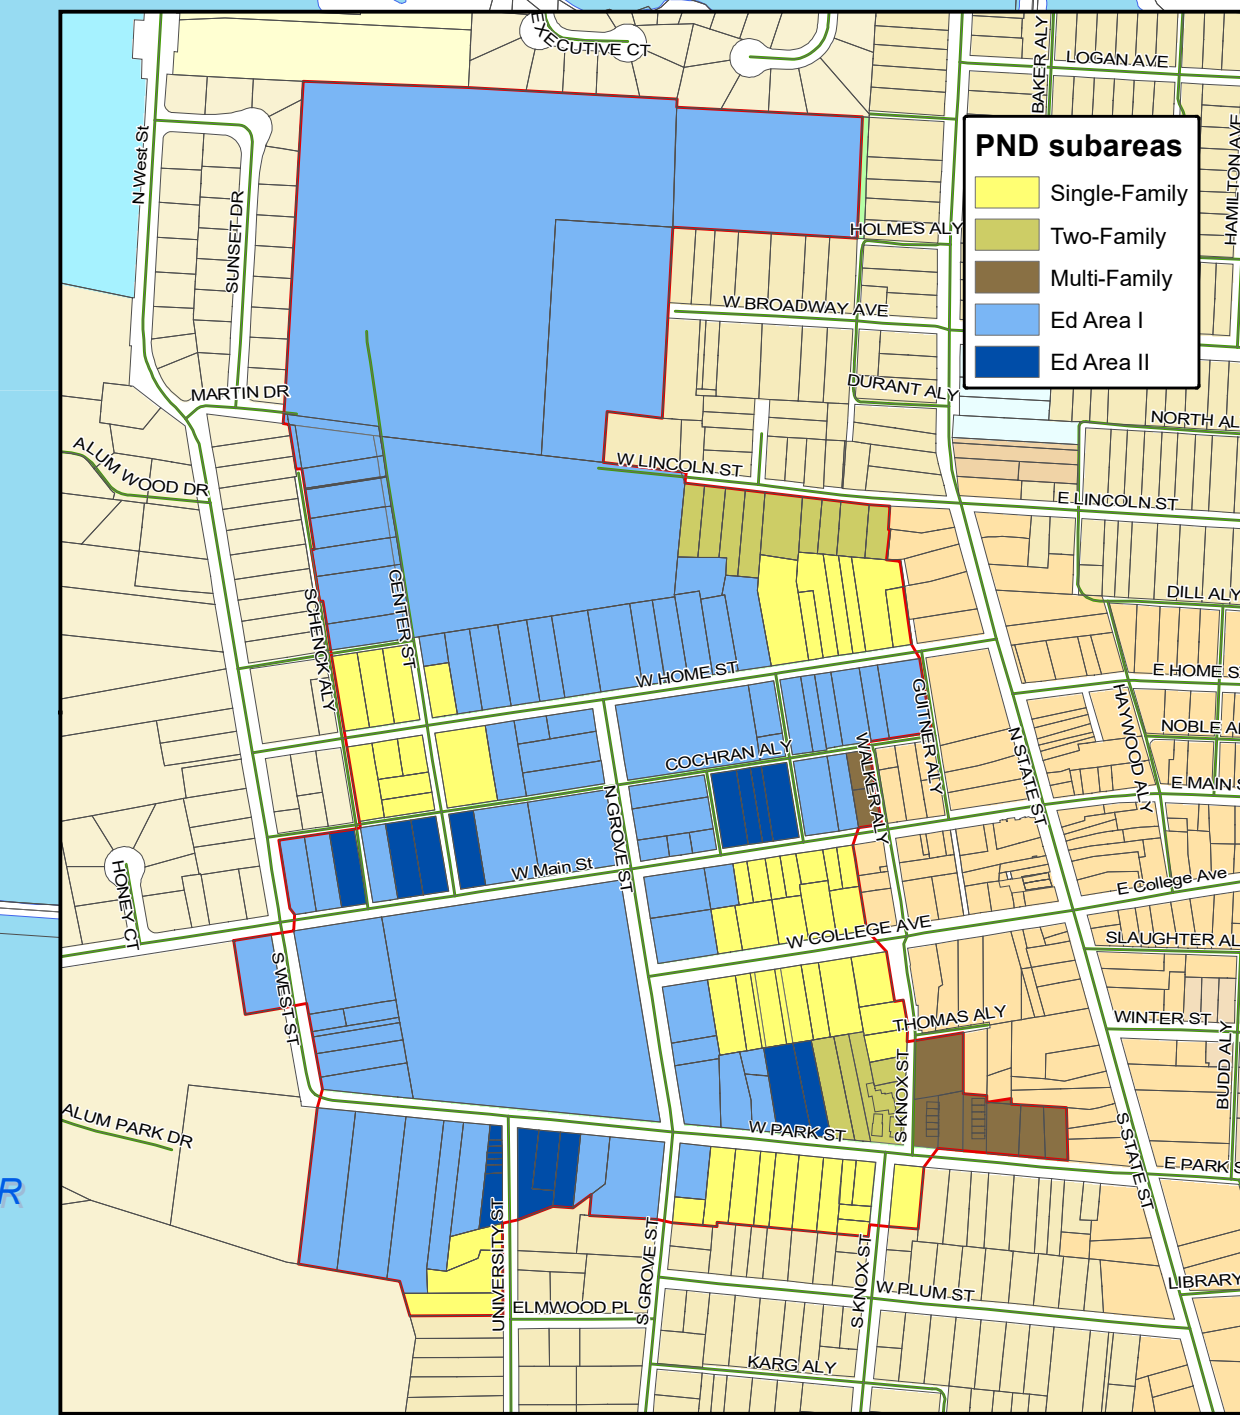 EXECUTIVE CT
LOGAN AVE
BAKER ALY
HAMILTON AVE
N West St
SUNSET DR
PND subareas
Single-Family
Two-Family
Multi-Family
Ed Area I
Ed Area II
HOLMES ALY
W BROADWAY AVE
DURANT ALY
MARTIN DR
NORTH AL
ALUM WOOD DR
W LINCOLN ST
E LINCOLN ST
DILL ALY
CENTER ST
SCHENCK ALY
W HOME ST
E HOME S
GUITNER ALY
HAYWOOD ALY
NOBLE AL
N STATE ST
WALKER ALY
COCHRAN ALY
E MAIN S
N GROVE ST
W Main St
HONEY CT
E College Ave
W COLLEGE AVE
SLAUGHTER AL
S WEST ST
THOMAS ALY
WINTER ST
BUDD ALY
S KNOX ST
ALUM PARK DR
W PARK ST
S STATE ST
E PARK S
R
UNIVERSITY ST
S GROVE ST
S KNOX ST
W PLUM ST
LIBRARY
ELMWOOD PL
KARG ALY